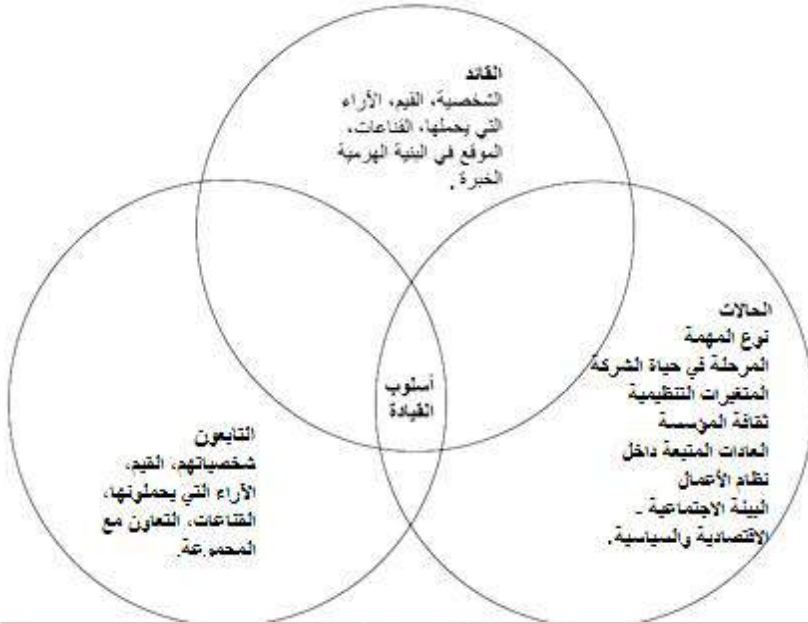 القائد
الشخصية، القيم، الآراء
التي يحملها، القناعات،
الموقع في البنية الهرمية
الخبرة .
الحالات
نوع المهمة
المرحلة في حياة الشركة
المتغيرات التنظيمية
ثقافة المؤسسة
العادات المتبعة داخل
نظام الأعمال
البيئة الاجتماعية -
الاقتصادية والسياسية.
أسلوب
القيادة
التابعون
شخصياتهم، القيم،
الآراء التي يحملونها،
القناعات، التعاون مع
المجموعة.